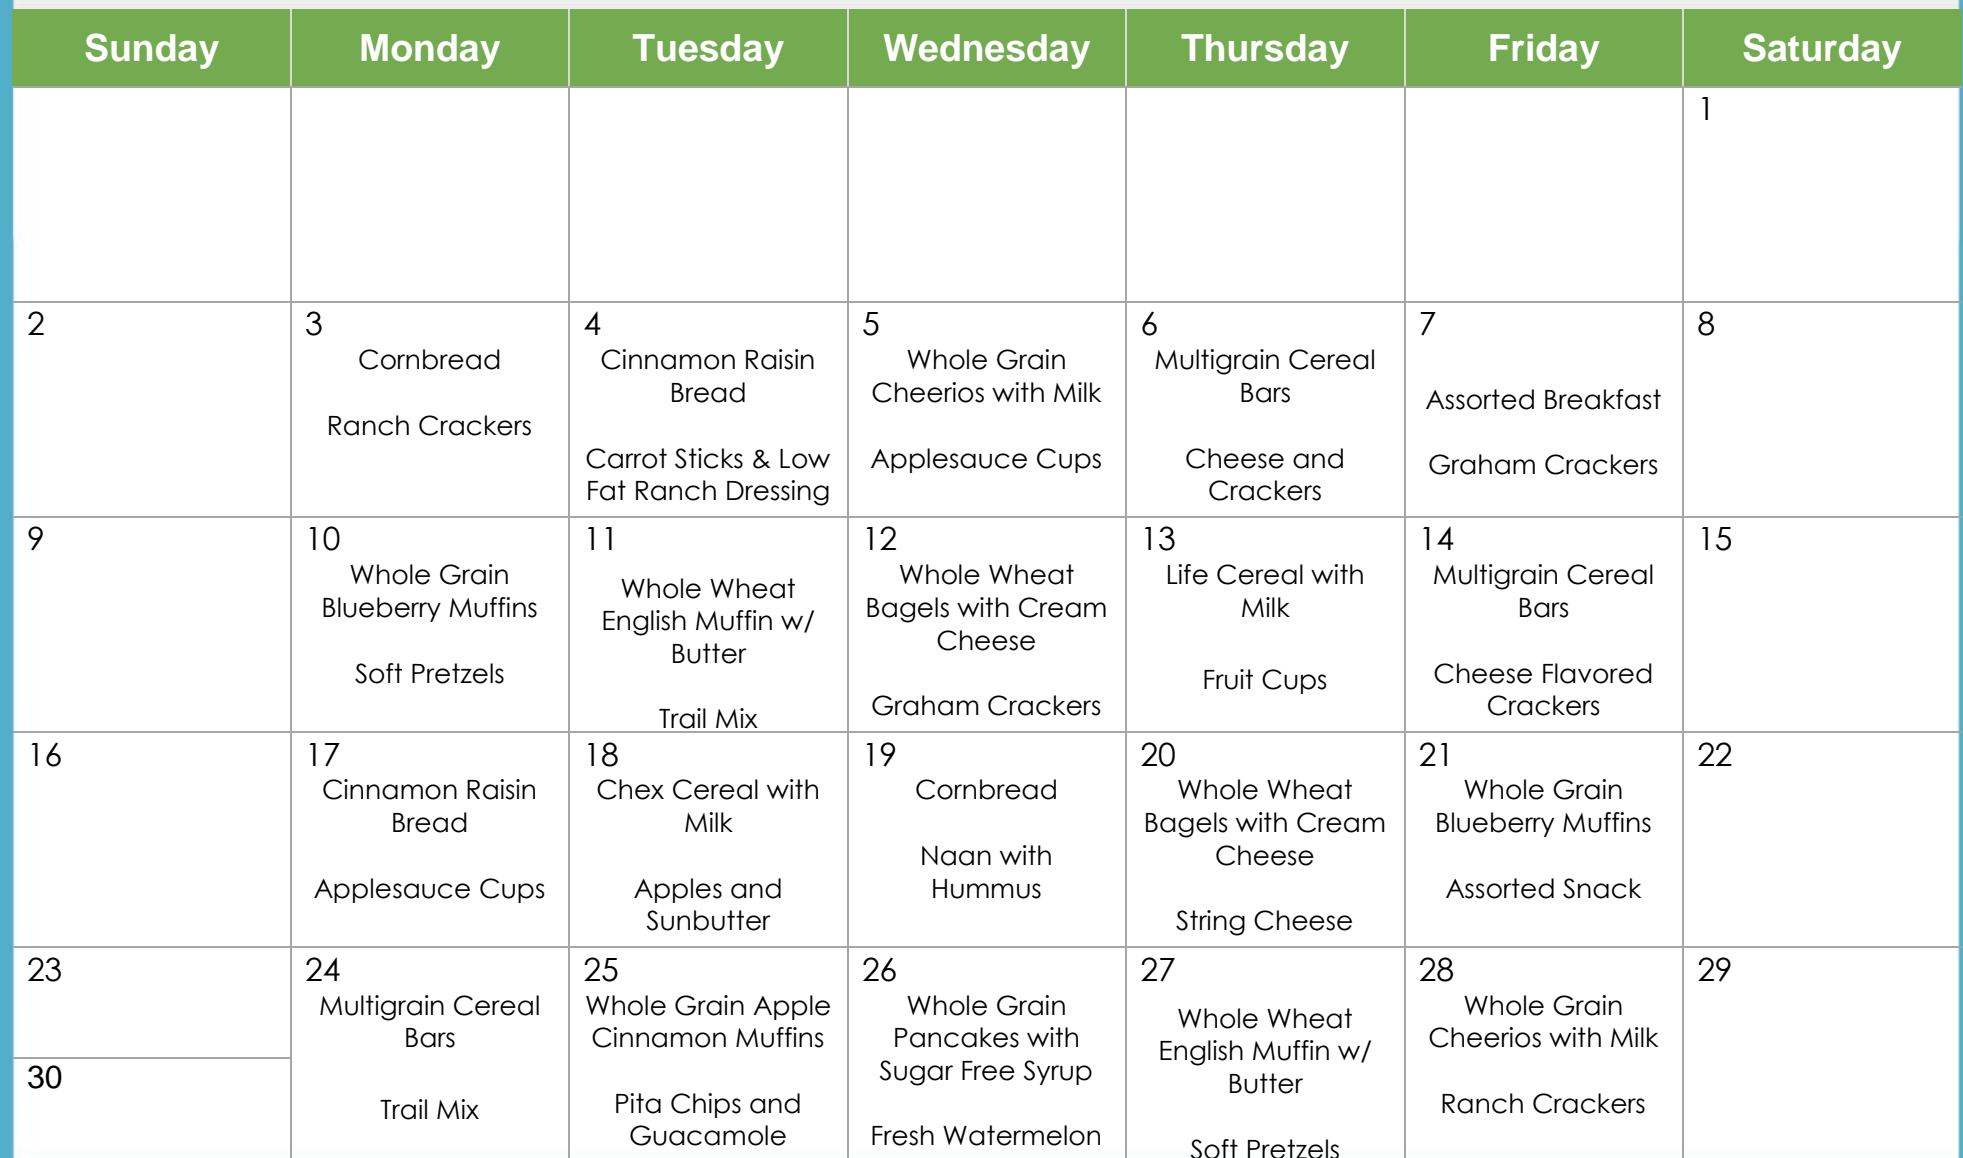 Sunday Monday Tuesday Wednesday Thursday Friday Saturday
1
2
3
Cornbread
Ranch Crackers
4
Cinnamon Raisin
Bread
Carrot Sticks & Low
Fat Ranch Dressing
5
Whole Grain
Cheerios with Milk
Applesauce Cups
6
Multigrain Cereal
Bars
Cheese and
Crackers
7
Assorted Breakfast
Graham Crackers
8
9
10
Whole Grain
Blueberry Muffins
Soft Pretzels
11
Whole Wheat
English Muffin w/
Butter
Trail Mix
12
Whole Wheat
Bagels with Cream
Cheese
Graham Crackers
13
Life Cereal with
Milk
Fruit Cups
14
Multigrain Cereal
Bars
Cheese Flavored
Crackers
15
16
17
Cinnamon Raisin
Bread
Applesauce Cups
18
Chex Cereal with
Milk
Apples and
Sunbutter
19
Cornbread
Naan with
Hummus
20
Whole Wheat
Bagels with Cream
Cheese
String Cheese
21
Whole Grain
Blueberry Muffins
Assorted Snack
22
23
30
24
Multigrain Cereal
Bars
Trail Mix
25
Whole Grain Apple
Cinnamon Muffins
Pita Chips and
Guacamole
26
Whole Grain
Pancakes with
Sugar Free Syrup
Fresh Watermelon
27
Whole Wheat
English Muffin w/
Butter
Soft Pretzels
28
Whole Grain
Cheerios with Milk
Ranch Crackers
29